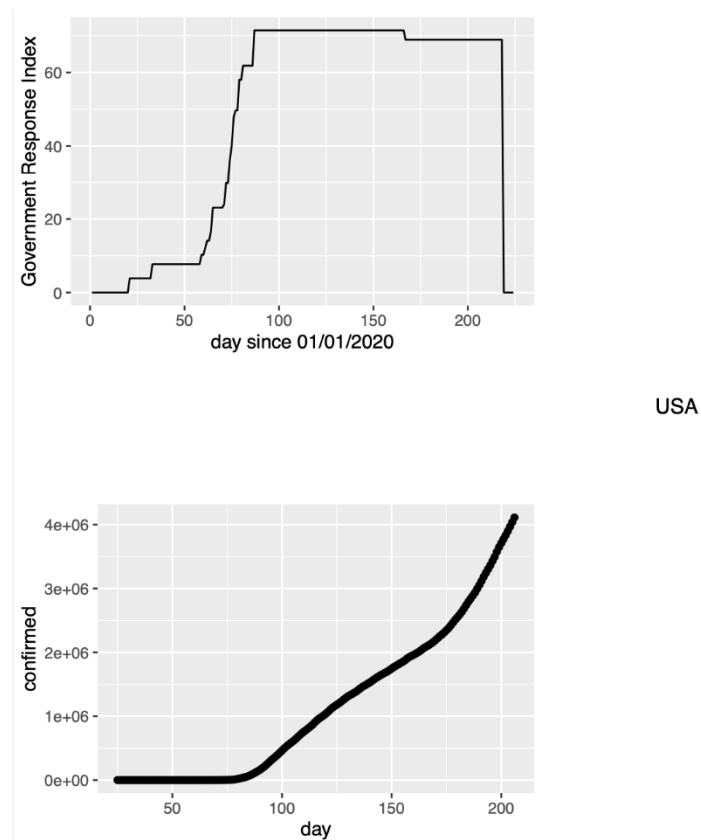 Government Response Index
60
40
20
0
0 50 100 150 200
day since 01/01/2020
USA
confirmed
4e+06
3e+06
2e+06
1e+06
0e+00
50 100 150 200
day